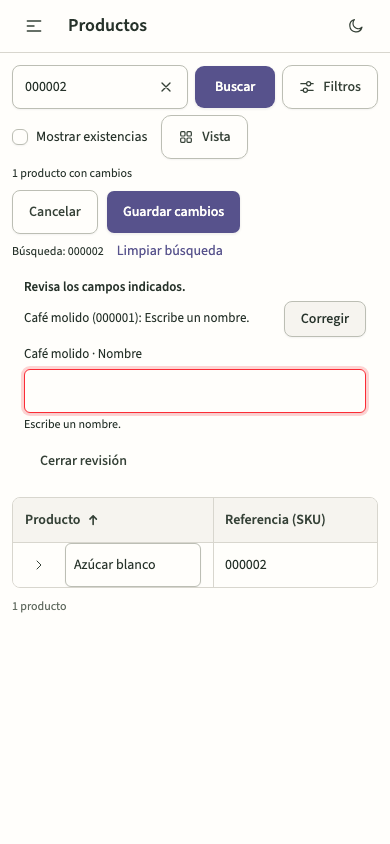 Productos
000002
Buscar
Filtros
Mostrar existencias
Vista
1 producto con cambios
Cancelar
Guardar cambios
Búsqueda: 000002 Limpiar búsqueda
Revisa los campos indicados.
Café molido (000001): Escribe un nombre.
Corregir
Café molido · Nombre
Escribe un nombre.
Cerrar revisión
Producto ↑ Referencia (SKU)
Azúcar blanco 000002
1 producto